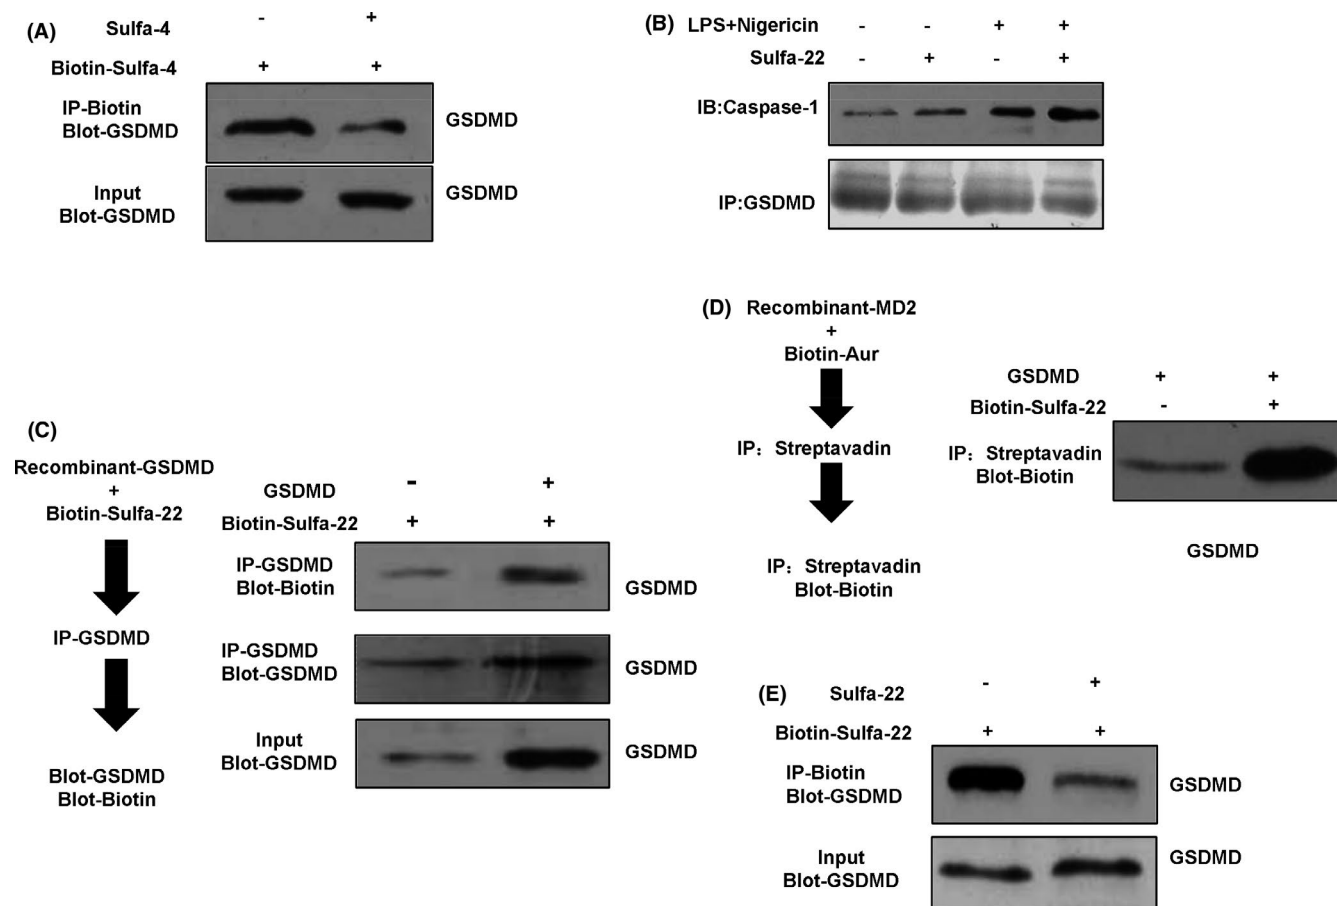 (A)
Sulfa-4 - +
Biotin-Sulfa-4 + +
IP-Biotin
Blot-GSDMD
GSDMD
Input
Blot-GSDMD
GSDMD
(B)
LPS+Nigericin - - + +
Sulfa-22 - + - +
IB:Caspase-1
IP:GSDMD
(C)
Recombinant-GSDMD
+
Biotin-Sulfa-22
IP-GSDMD
Blot-GSDMD
Blot-Biotin
GSDMD - +
Biotin-Sulfa-22 + +
IP-GSDMD
Blot-Biotin
GSDMD
IP-GSDMD
Blot-GSDMD
GSDMD
Input
Blot-GSDMD
GSDMD
(D)
Recombinant-MD2
+
Biotin-Aur
IP: Streptavadin
IP: Streptavadin
Blot-Biotin
GSDMD + +
Biotin-Sulfa-22 - +
IP: Streptavadin
Blot-Biotin
GSDMD
(E)
Sulfa-22 - +
Biotin-Sulfa-22 + +
IP-Biotin
Blot-GSDMD
GSDMD
Input
Blot-GSDMD
GSDMD